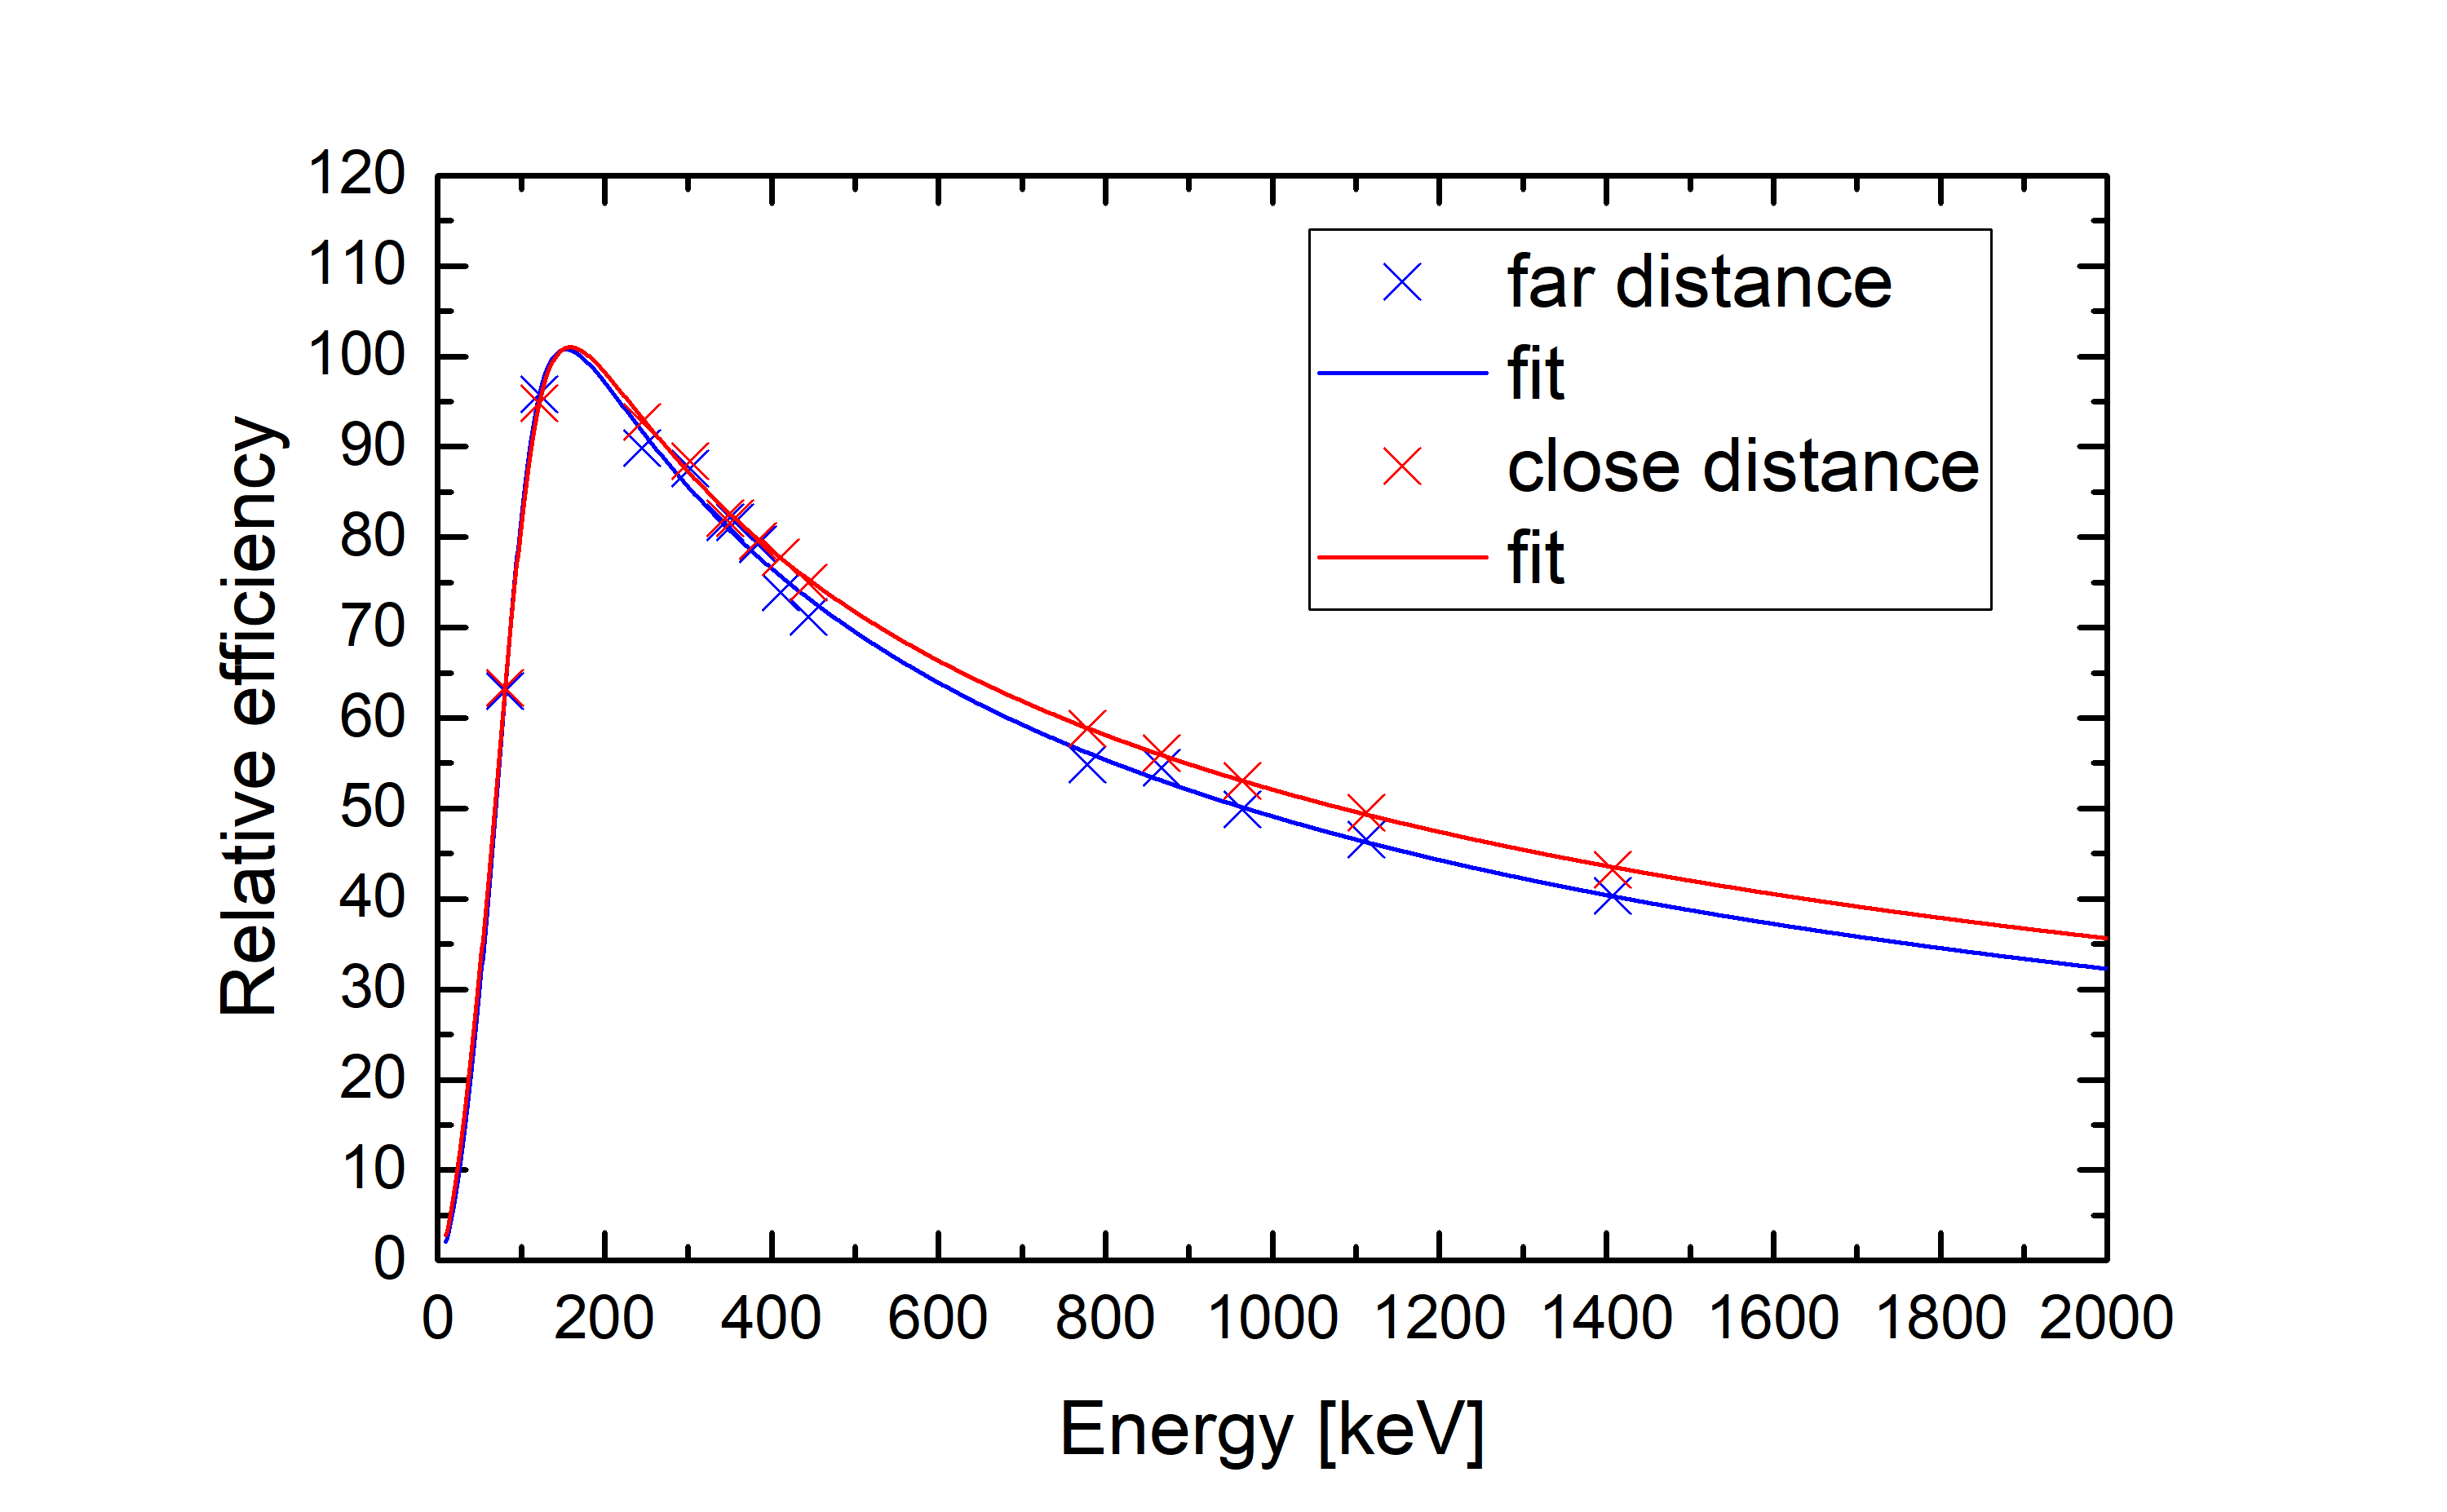 120
110
100
90
80
70
60
50
40
30
20
10
0
Relative efficiency
far distance
fit
close distance
fit
0 200 400 600 800 1000 1200 1400 1600 1800 2000
Energy [keV]